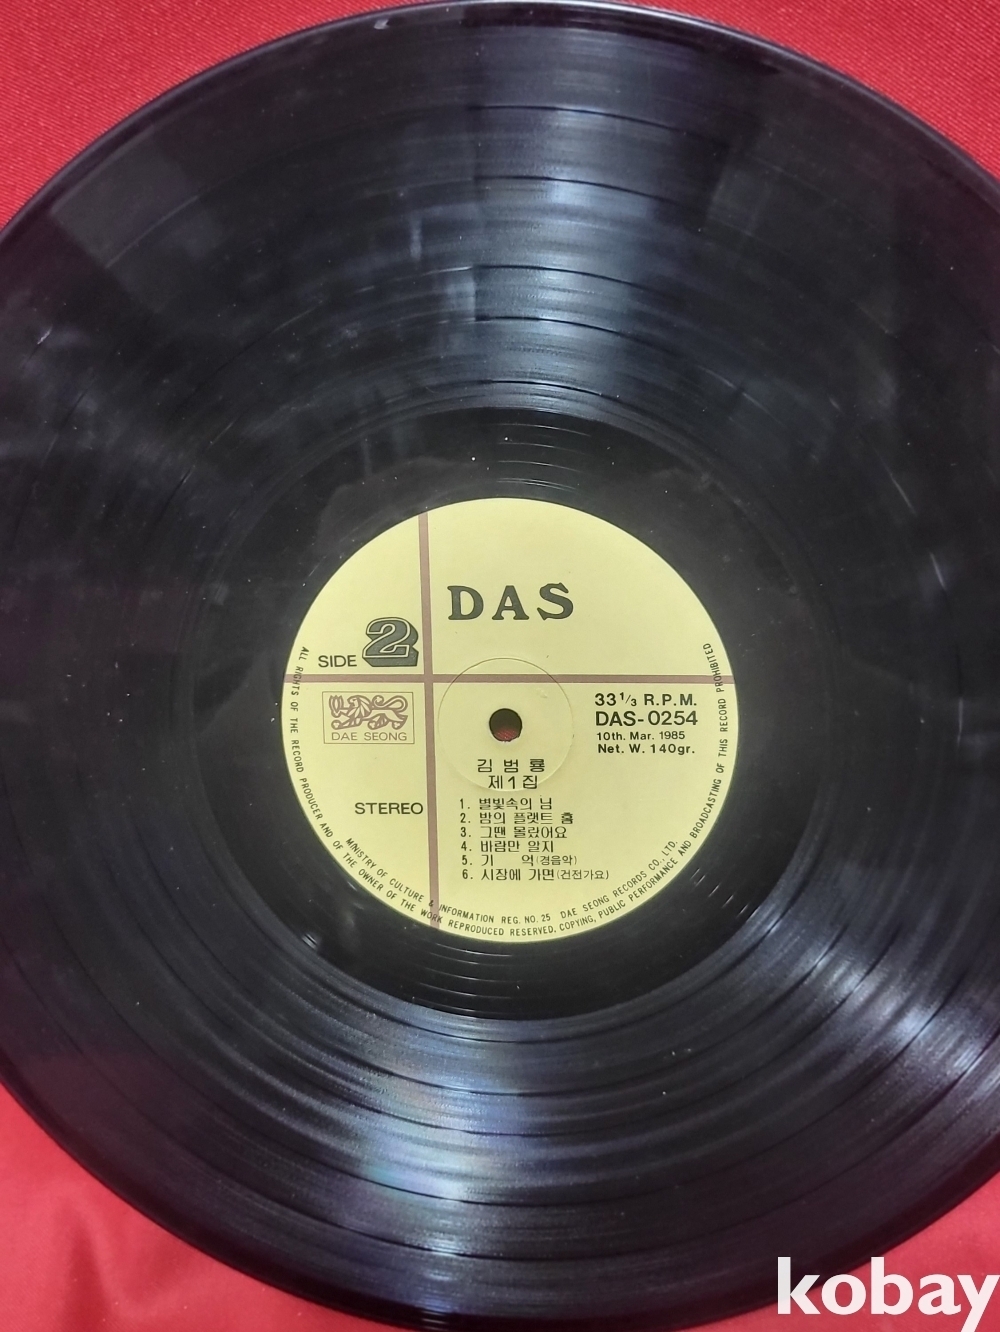 DAS
SIDE 2
DAE SEONG
33 1/3 R.P.M.
DAS-0254
10th. Mar. 1985
Net. W. 140gr.
STEREO
김범룡
제1집
1. 별빛속의 님
2. 밤의 플랫트 홈
3. 그땐 몰랐어요
4. 바람만 알지
5. 기 억(경음악)
6. 시장에 가면(건전가요)
MINISTRY OF CULTURE & INFORMATION REG. NO. 25 DAE SEONG RECORDS CO., LTD.
ALL RIGHTS OF THE RECORD PRODUCER AND OF THE OWNER OF THE WORK REPRODUCED RESERVED. COPYING, PUBLIC PERFORMANCE AND BROADCASTING OF THIS RECORD PROHIBITED
kobay